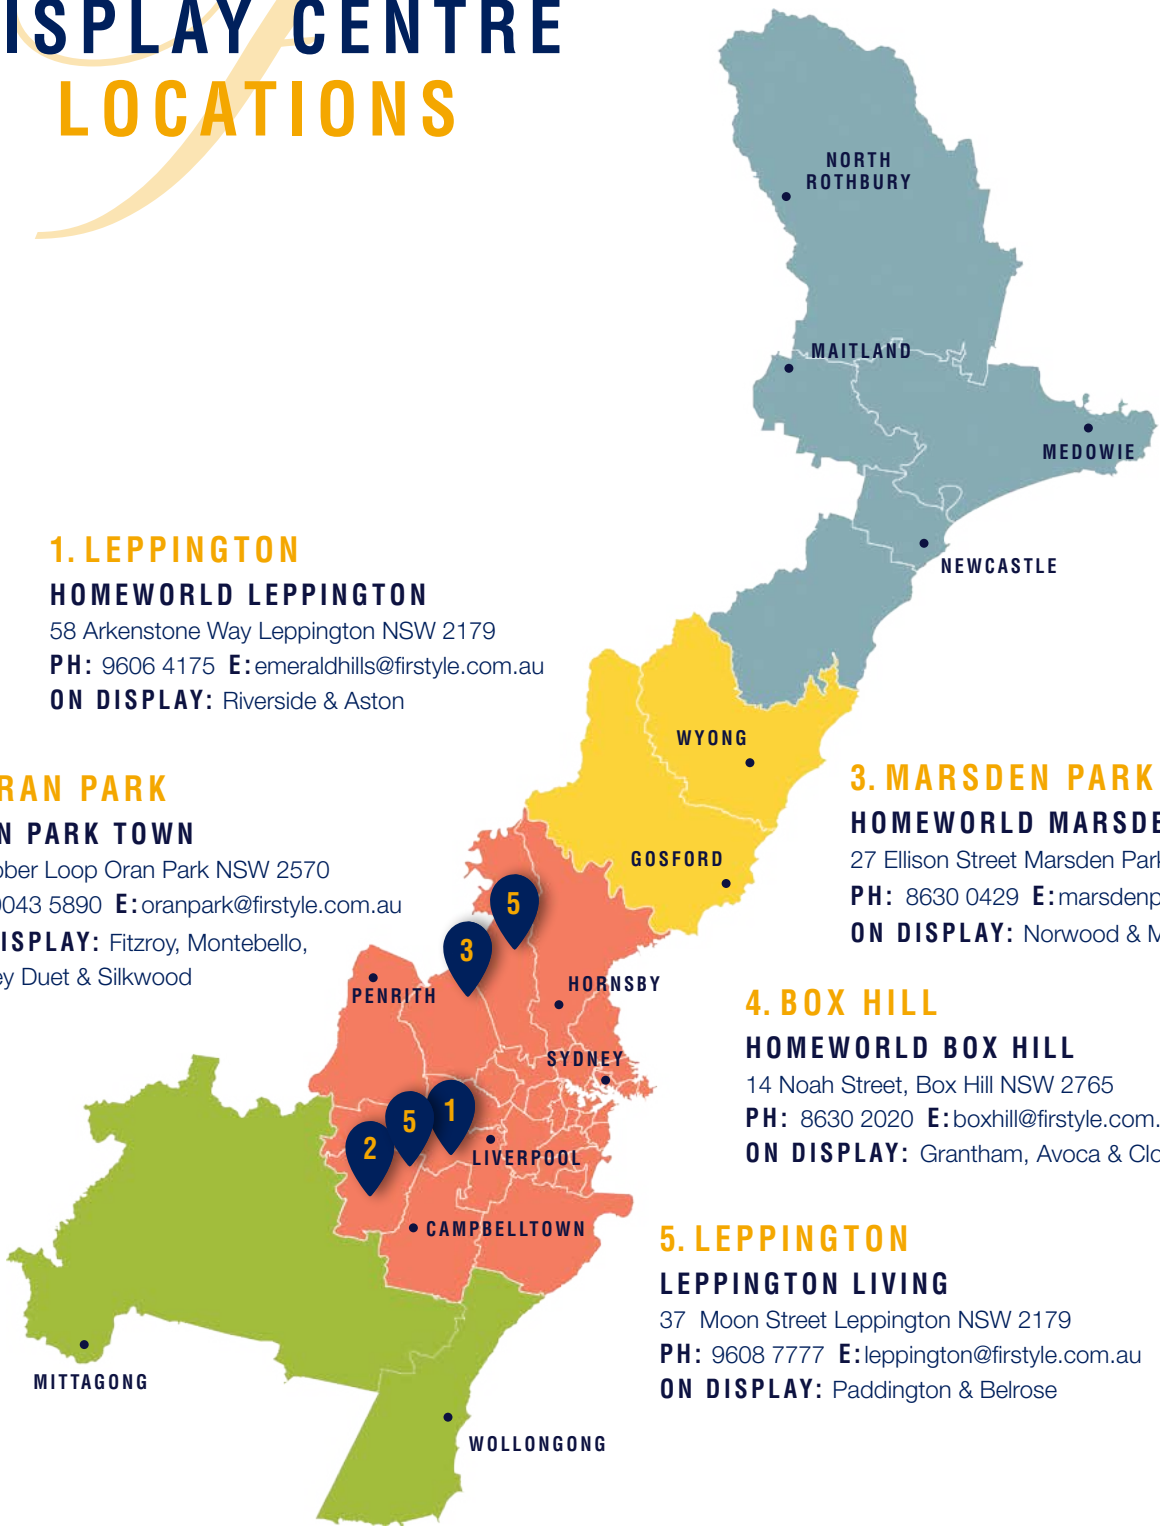 ISPLAY CENTRE
LOCATIONS
NORTH
ROTHBURY
MAITLAND
MEDOWIE
NEWCASTLE
1. LEPPINGTON
HOMEWORLD LEPPINGTON
58 Arkenstone Way Leppington NSW 2179
PH: 9606 4175 E: emeraldhills@firstyle.com.au
ON DISPLAY: Riverside & Aston
WYONG
GOSFORD
RAN PARK
N PARK TOWN
ber Loop Oran Park NSW 2570
9043 5890 E: oranpark@firstyle.com.au
ISPLAY: Fitzroy, Montebello,
ey Duet & Silkwood
3. MARSDEN PARK
HOMEWORLD MARSDE
27 Ellison Street Marsden Park
PH: 8630 0429 E: marsdenp
ON DISPLAY: Norwood & M
5
3
PENRITH
HORNSBY
SYDNEY
5
1
2
LIVERPOOL
CAMPBELLTOWN
4. BOX HILL
HOMEWORLD BOX HILL
14 Noah Street, Box Hill NSW 2765
PH: 8630 2020 E: boxhill@firstyle.com.
ON DISPLAY: Grantham, Avoca & Clo
5. LEPPINGTON
LEPPINGTON LIVING
37 Moon Street Leppington NSW 2179
PH: 9608 7777 E: leppington@firstyle.com.au
ON DISPLAY: Paddington & Belrose
MITTAGONG
WOLLONGONG